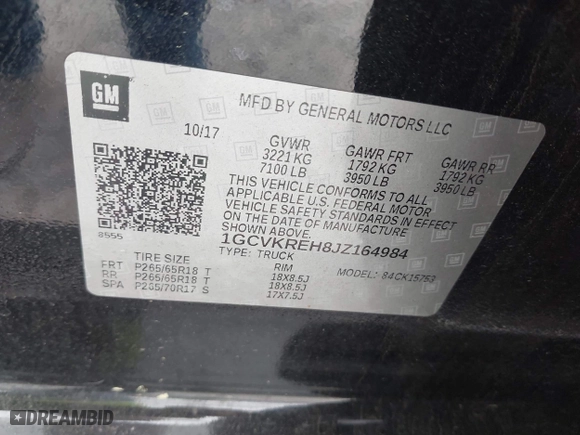 GM
MFD BY GENERAL MOTORS LLC
10/17
GVWR
3221 KG
7100 LB
GAWR FRT
1792 KG
3950 LB
GAWR RR
1792 KG
3950 LB
THIS VEHICLE CONFORMS TO ALL
APPLICABLE U.S. FEDERAL MOTOR
VEHICLE SAFETY STANDARDS IN EFFECT
ON THE DATE OF MANUFACTURE SHOWN ABOVE.
1GCVKREH8JZ164984
8555
TYPE: TRUCK
MODEL: 84CK15753
TIRE SIZE RIM
FRT P265/65R18 T 18X8.5J
RR P265/65R18 T 18X8.5J
SPA P265/70R17 S 17X7.5J
DREAMBID